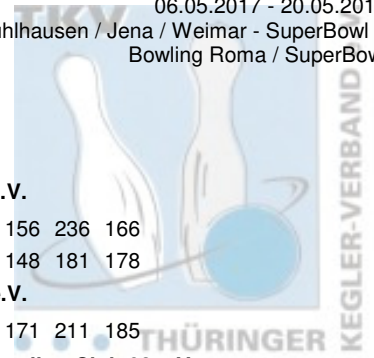 TKV
06.05.2017 - 20.05.201
hlhausen / Jena / Weimar - SuperBowl
Bowling Roma / SuperBow
.V.
156 236 166
148 181 178
.V.
171 211 185
THÜRINGER
KEGLER-VERBAND